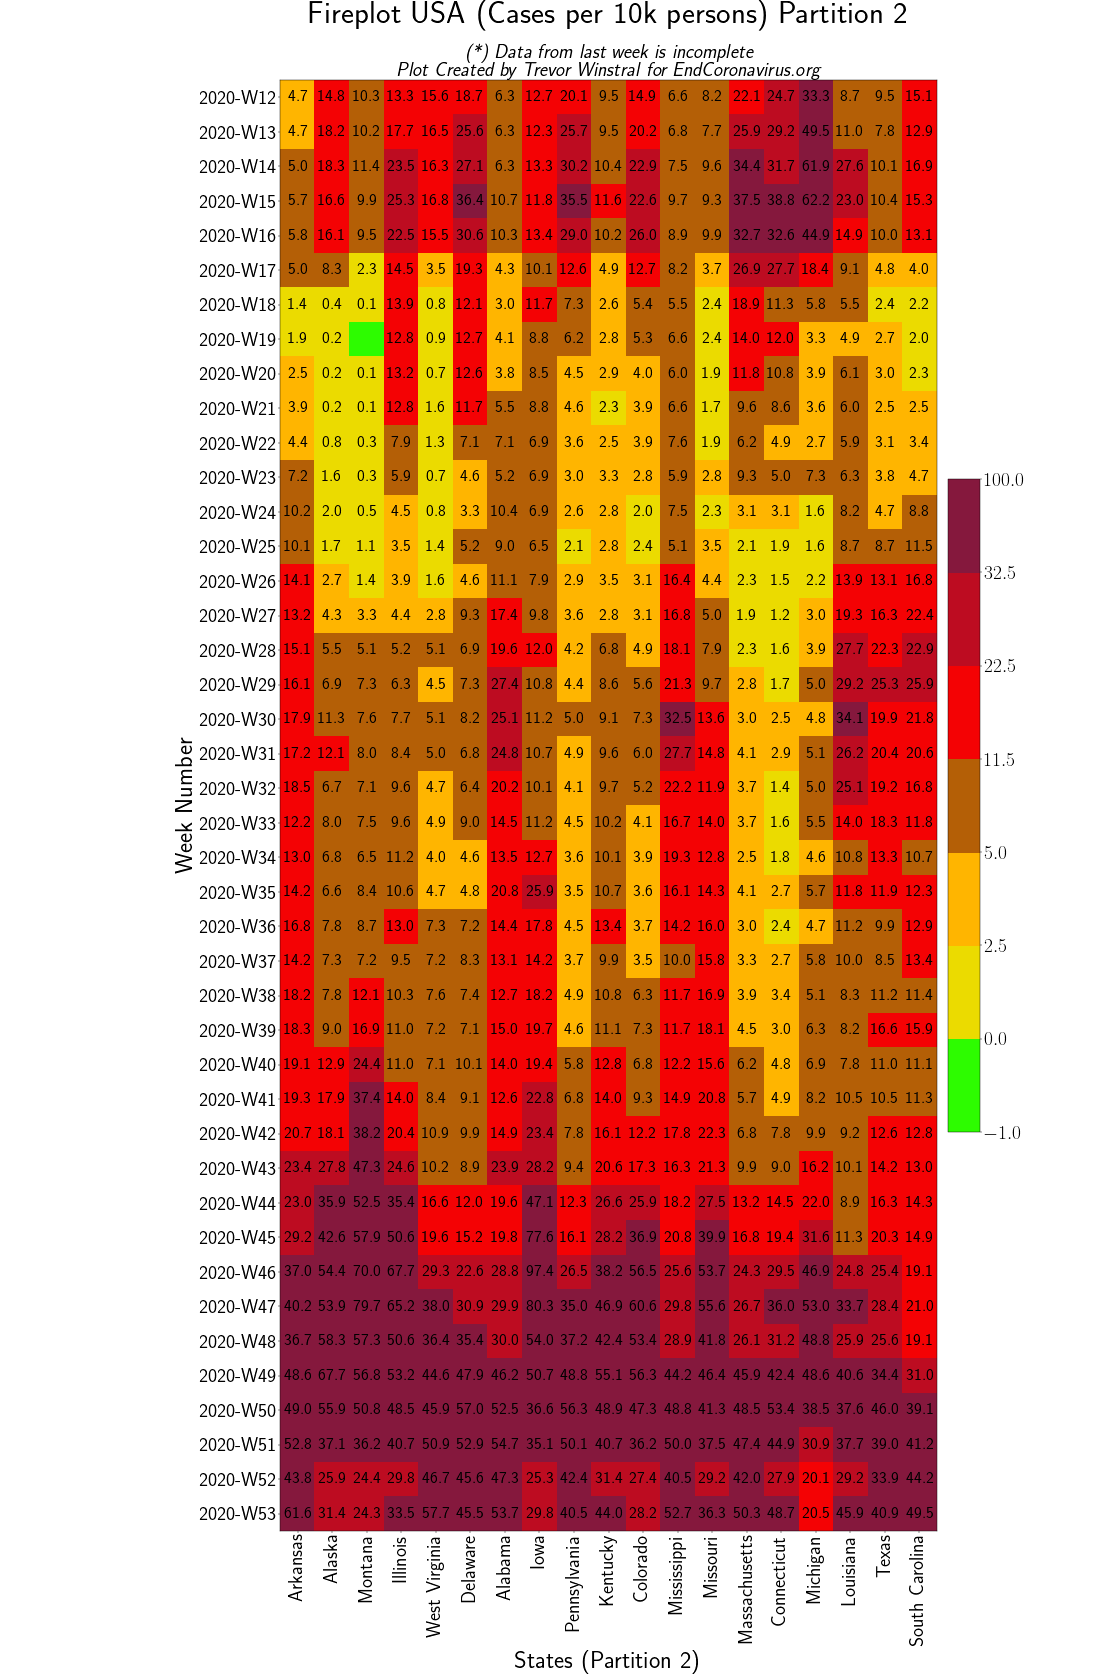 Fireplot USA (Cases per 10k persons) Partition 2
(*) Data from last week is incomplete
Plot Created by Trevor Winstral for EndCoronavirus.org
2020-W12 4.7 14.8 10.3 13.3 15.6 18.7 6.3 12.7 20.1 9.5 14.9 6.6 8.2 22.1 24.7 33.3 8.7 9.5 15.1
2020-W13 4.7 18.2 10.2 17.7 16.5 25.6 6.3 12.3 25.7 9.5 20.2 6.8 7.7 25.9 29.2 49.5 11.0 7.8 12.9
2020-W14 5.0 18.3 11.4 23.5 16.3 27.1 6.3 13.3 30.2 10.4 22.9 7.5 9.6 34.4 31.7 61.9 27.6 10.1 16.9
2020-W15 5.7 16.6 9.9 25.3 16.8 36.4 10.7 11.8 35.5 11.6 22.6 9.7 9.3 37.5 38.8 62.2 23.0 10.4 15.3
2020-W16 5.8 16.1 9.5 22.5 15.5 30.6 10.3 13.4 29.0 10.2 26.0 8.9 9.9 32.7 32.6 44.9 14.9 10.0 13.1
2020-W17 5.0 8.3 2.3 14.5 3.5 19.3 4.3 10.1 12.6 4.9 12.7 8.2 3.7 26.9 27.7 18.4 9.1 4.8 4.0
2020-W18 1.4 0.4 0.1 13.9 0.8 12.1 3.0 11.7 7.3 2.6 5.4 5.5 2.4 18.9 11.3 5.8 5.5 2.4 2.2
2020-W19 1.9 0.2 12.8 0.9 12.7 4.1 8.8 6.2 2.8 5.3 6.6 2.4 14.0 12.0 3.3 4.9 2.7 2.0
2020-W20 2.5 0.2 0.1 13.2 0.7 12.6 3.8 8.5 4.5 2.9 4.0 6.0 1.9 11.8 10.8 3.9 6.1 3.0 2.3
2020-W21 3.9 0.2 0.1 12.8 1.6 11.7 5.5 8.8 4.6 2.3 3.9 6.6 1.7 9.6 8.6 3.6 6.0 2.5 2.5
2020-W22 4.4 0.8 0.3 7.9 1.3 7.1 7.1 6.9 3.6 2.5 3.9 7.6 1.9 6.2 4.9 2.7 5.9 3.1 3.4
2020-W23 7.2 1.6 0.3 5.9 0.7 4.6 5.2 6.9 3.0 3.3 2.8 5.9 2.8 9.3 5.0 7.3 6.3 3.8 4.7
2020-W24 10.2 2.0 0.5 4.5 0.8 3.3 10.4 6.9 2.6 2.8 2.0 7.5 2.3 3.1 3.1 1.6 8.2 4.7 8.8
2020-W25 10.1 1.7 1.1 3.5 1.4 5.2 9.0 6.5 2.1 2.8 2.4 5.1 3.5 2.1 1.9 1.6 8.7 8.7 11.5
2020-W26 14.1 2.7 1.4 3.9 1.6 4.6 11.1 7.9 2.9 3.5 3.1 16.4 4.4 2.3 1.5 2.2 13.9 13.1 16.8
2020-W27 13.2 4.3 3.3 4.4 2.8 9.3 17.4 9.8 3.6 2.8 3.1 16.8 5.0 1.9 1.2 3.0 19.3 16.3 22.4
2020-W28 15.1 5.5 5.1 5.2 5.1 6.9 19.6 12.0 4.2 6.8 4.9 18.1 7.9 2.3 1.6 3.9 27.7 22.3 22.9
2020-W29 16.1 6.9 7.3 6.3 4.5 7.3 27.4 10.8 4.4 8.6 5.6 21.3 9.7 2.8 1.7 5.0 29.2 25.3 25.9
2020-W30 17.9 11.3 7.6 7.7 5.1 8.2 25.1 11.2 5.0 9.1 7.3 32.5 13.6 3.0 2.5 4.8 34.1 19.9 21.8
2020-W31 17.2 12.1 8.0 8.4 5.0 6.8 24.8 10.7 4.9 9.6 6.0 27.7 14.8 4.1 2.9 5.1 26.2 20.4 20.6
2020-W32 18.5 6.7 7.1 9.6 4.7 6.4 20.2 10.1 4.1 9.7 5.2 22.2 11.9 3.7 1.4 5.0 25.1 19.2 16.8
2020-W33 12.2 8.0 7.5 9.6 4.9 9.0 14.5 11.2 4.5 10.2 4.1 16.7 14.0 3.7 1.6 5.5 14.0 18.3 11.8
2020-W34 13.0 6.8 6.5 11.2 4.0 4.6 13.5 12.7 3.6 10.1 3.9 19.3 12.8 2.5 1.8 4.6 10.8 13.3 10.7
2020-W35 14.2 6.6 8.4 10.6 4.7 4.8 20.8 25.9 3.5 10.7 3.6 16.1 14.3 4.1 2.7 5.7 11.8 11.9 12.3
2020-W36 16.8 7.8 8.7 13.0 7.3 7.2 14.4 17.8 4.5 13.4 3.7 14.2 16.0 3.0 2.4 4.7 11.2 9.9 12.9
2020-W37 14.2 7.3 7.2 9.5 7.2 8.3 13.1 14.2 3.7 9.9 3.5 10.0 15.8 3.3 2.7 5.8 10.0 8.5 13.4
2020-W38 18.2 7.8 12.1 10.3 7.6 7.4 12.7 18.2 4.9 10.8 6.3 11.7 16.9 3.9 3.4 5.1 8.3 11.2 11.4
2020-W39 18.3 9.0 16.9 11.0 7.2 7.1 15.0 19.7 4.6 11.1 7.3 11.7 18.1 4.5 3.0 6.3 8.2 16.6 15.9
2020-W40 19.1 12.9 24.4 11.0 7.1 10.1 14.0 19.4 5.8 12.8 6.8 12.2 15.6 6.2 4.8 6.9 7.8 11.0 11.1
2020-W41 19.3 17.9 37.4 14.0 8.4 9.1 12.6 22.8 6.8 14.0 9.3 14.9 20.8 5.7 4.9 8.2 10.5 10.5 11.3
2020-W42 20.7 18.1 38.2 20.4 10.9 9.9 14.9 23.4 7.8 16.1 12.2 17.8 22.3 6.8 7.8 9.9 9.2 12.6 12.8
2020-W43 23.4 27.8 47.3 24.6 10.2 8.9 23.9 28.2 9.4 20.6 17.3 16.3 21.3 9.9 9.0 16.2 10.1 14.2 13.0
2020-W44 23.0 35.9 52.5 35.4 16.6 12.0 19.6 47.1 12.3 26.6 25.9 18.2 27.5 13.2 14.5 22.0 8.9 16.3 14.3
2020-W45 29.2 42.6 57.9 50.6 19.6 15.2 19.8 77.6 16.1 28.2 36.9 20.8 39.9 16.8 19.4 31.6 11.3 20.3 14.9
2020-W46 37.0 54.4 70.0 67.7 29.3 22.6 28.8 97.4 26.5 38.2 56.5 25.6 53.7 24.3 29.5 46.9 24.8 25.4 19.1
2020-W47 40.2 53.9 79.7 65.2 38.0 30.9 29.9 80.3 35.0 46.9 60.6 29.8 55.6 26.7 36.0 53.0 33.7 28.4 21.0
2020-W48 36.7 58.3 57.3 50.6 36.4 35.4 30.0 54.0 37.2 42.4 53.4 28.9 41.8 26.1 31.2 48.8 25.9 25.6 19.1
2020-W49 48.6 67.7 56.8 53.2 44.6 47.9 46.2 50.7 48.8 55.1 56.3 44.2 46.4 45.9 42.4 48.6 40.6 34.4 31.0
2020-W50 49.0 55.9 50.8 48.5 45.9 57.0 52.5 36.6 56.3 48.9 47.3 48.8 41.3 48.5 53.4 38.5 37.6 46.0 39.1
2020-W51 52.8 37.1 36.2 40.7 50.9 52.9 54.7 35.1 50.1 40.7 36.2 50.0 37.5 47.4 44.9 30.9 37.7 39.0 41.2
2020-W52 43.8 25.9 24.4 29.8 46.7 45.6 47.3 25.3 42.4 31.4 27.4 40.5 29.2 42.0 27.9 20.1 29.2 33.9 44.2
2020-W53 61.6 31.4 24.3 33.5 57.7 45.5 53.7 29.8 40.5 44.0 28.2 52.7 36.3 50.3 48.7 20.5 45.9 40.9 49.5
Week Number
Arkansas Alaska Montana Illinois West Virginia Delaware Alabama Iowa Pennsylvania Kentucky Colorado Mississippi Missouri Massachusetts Connecticut Michigan Louisiana Texas South Carolina
States (Partition 2)
100.0
32.5
22.5
11.5
5.0
2.5
0.0
−1.0